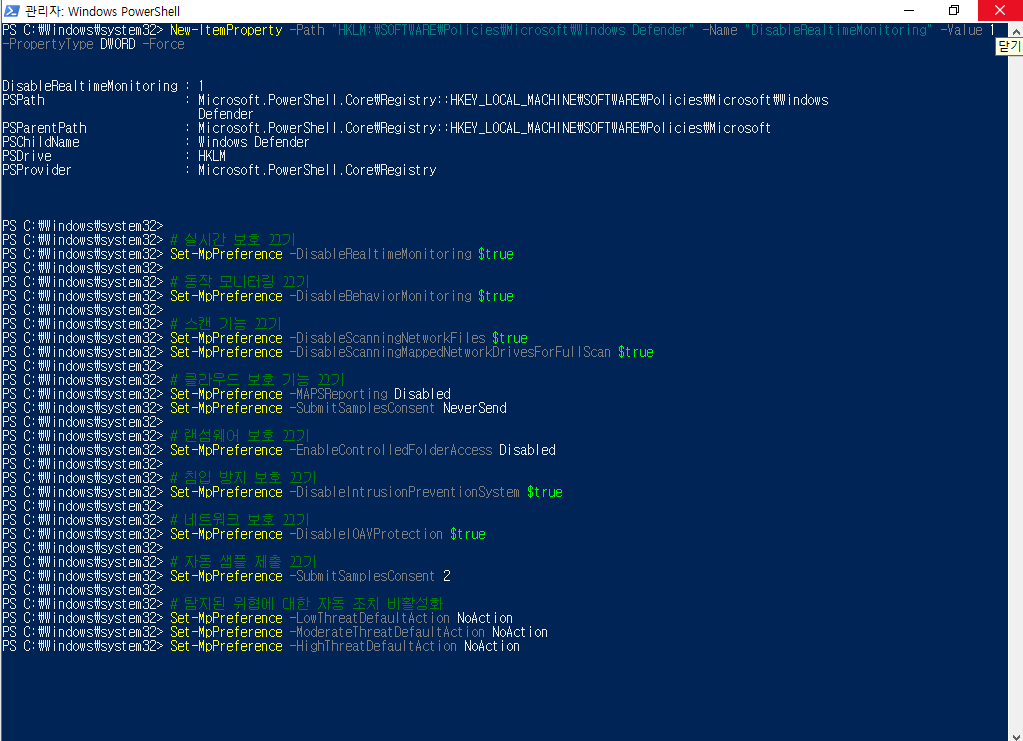 관리자: Windows PowerShell
PS C:₩Windows₩system32> New-ItemProperty -Path "HKLM:₩SOFTWARE₩Policies₩Microsoft₩Windows Defender" -Name "DisableRealtimeMonitoring" -Value 1
-PropertyType DWORD -Force
닫기
DisableRealtimeMonitoring : 1
PSPath : Microsoft.PowerShell.Core₩Registry::HKEY_LOCAL_MACHINE₩SOFTWARE₩Policies₩Microsoft₩Windows
Defender
PSParentPath : Microsoft.PowerShell.Core₩Registry::HKEY_LOCAL_MACHINE₩SOFTWARE₩Policies₩Microsoft
PSChildName : Windows Defender
PSDrive : HKLM
PSProvider : Microsoft.PowerShell.Core₩Registry
PS C:₩Windows₩system32>
PS C:₩Windows₩system32> # 실시간 보호 끄기
PS C:₩Windows₩system32> Set-MpPreference -DisableRealtimeMonitoring $true
PS C:₩Windows₩system32>
PS C:₩Windows₩system32> # 동작 모니터링 끄기
PS C:₩Windows₩system32> Set-MpPreference -DisableBehaviorMonitoring $true
PS C:₩Windows₩system32>
PS C:₩Windows₩system32> # 스캔 기능 끄기
PS C:₩Windows₩system32> Set-MpPreference -DisableScanningNetworkFiles $true
PS C:₩Windows₩system32> Set-MpPreference -DisableScanningMappedNetworkDrivesForFullScan $true
PS C:₩Windows₩system32>
PS C:₩Windows₩system32> # 클라우드 보호 기능 끄기
PS C:₩Windows₩system32> Set-MpPreference -MAPSReporting Disabled
PS C:₩Windows₩system32> Set-MpPreference -SubmitSamplesConsent NeverSend
PS C:₩Windows₩system32>
PS C:₩Windows₩system32> # 랜섬웨어 보호 끄기
PS C:₩Windows₩system32> Set-MpPreference -EnableControlledFolderAccess Disabled
PS C:₩Windows₩system32>
PS C:₩Windows₩system32> # 침입 방지 보호 끄기
PS C:₩Windows₩system32> Set-MpPreference -DisableIntrusionPreventionSystem $true
PS C:₩Windows₩system32>
PS C:₩Windows₩system32> # 네트워크 보호 끄기
PS C:₩Windows₩system32> Set-MpPreference -DisableIOAVProtection $true
PS C:₩Windows₩system32>
PS C:₩Windows₩system32> # 자동 샘플 제출 끄기
PS C:₩Windows₩system32> Set-MpPreference -SubmitSamplesConsent 2
PS C:₩Windows₩system32>
PS C:₩Windows₩system32> # 탐지된 위협에 대한 자동 조치 비활성화
PS C:₩Windows₩system32> Set-MpPreference -LowThreatDefaultAction NoAction
PS C:₩Windows₩system32> Set-MpPreference -ModerateThreatDefaultAction NoAction
PS C:₩Windows₩system32> Set-MpPreference -HighThreatDefaultAction NoAction